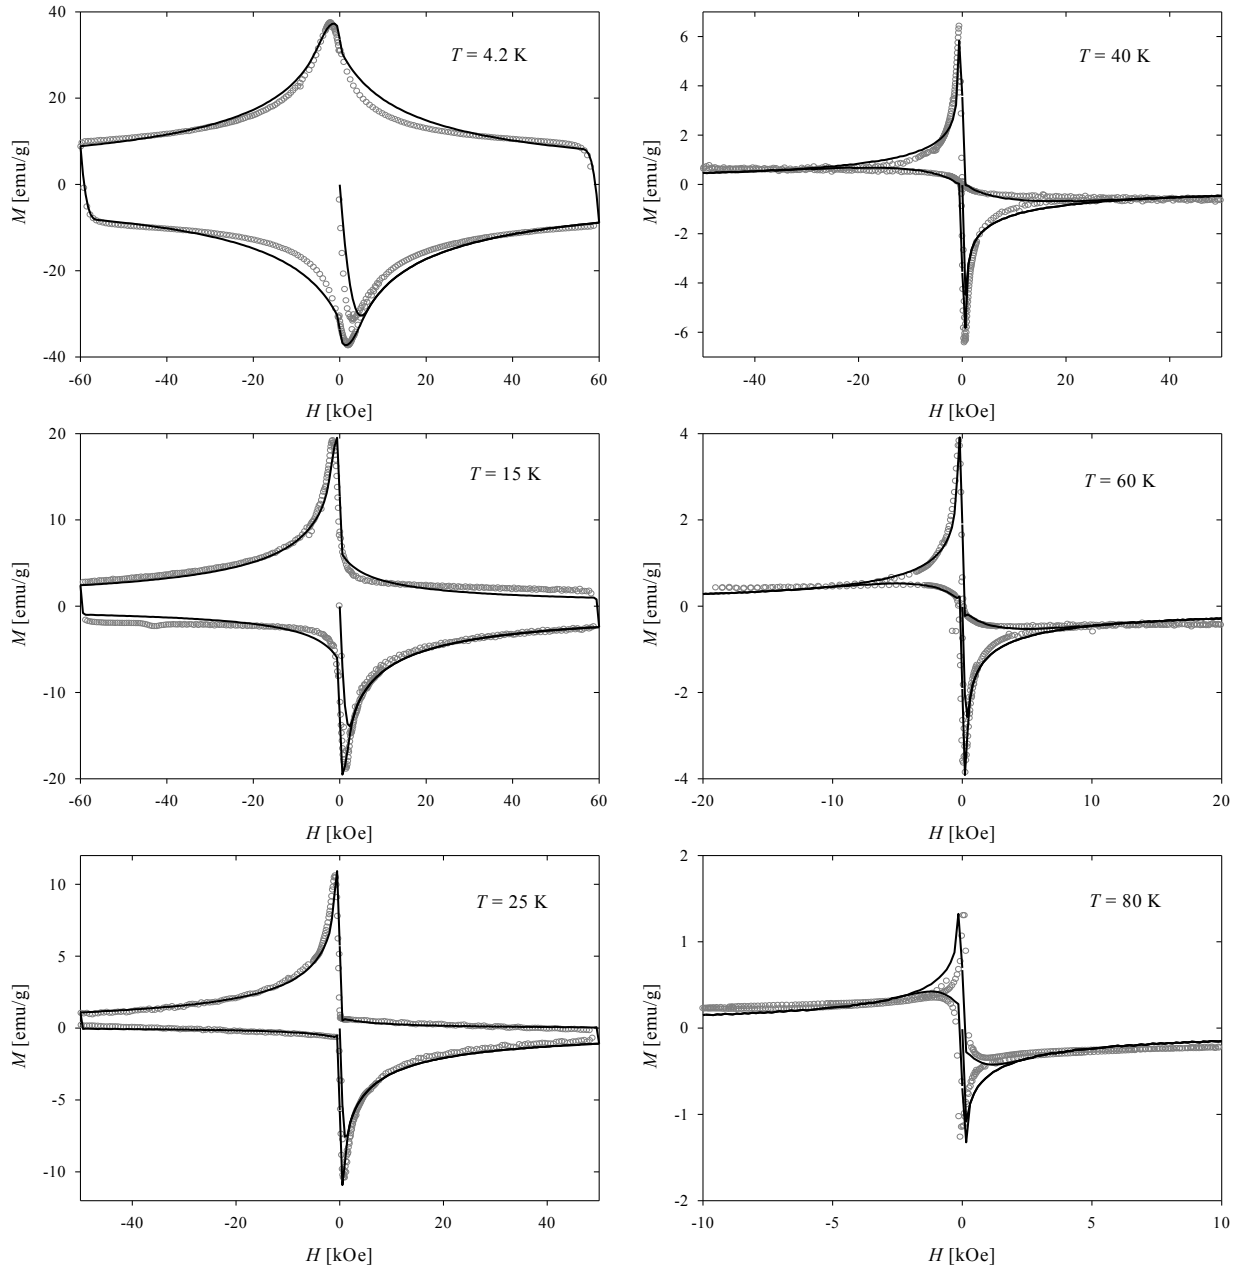 40
20
0
-20
-40
M [emu/g]
T = 4.2 K
-60 -40 -20 0 20 40 60
H [kOe]
6
4
2
0
-2
-4
-6
M [emu/g]
T = 40 K
-40 -20 0 20 40
H [kOe]
20
10
0
-10
-20
M [emu/g]
T = 15 K
-60 -40 -20 0 20 40 60
H [kOe]
4
2
0
-2
-4
M [emu/g]
T = 60 K
-20 -10 0 10 20
H [kOe]
10
5
0
-5
-10
M [emu/g]
T = 25 K
-40 -20 0 20 40
H [kOe]
2
1
0
-1
-2
M [emu/g]
T = 80 K
-10 -5 0 5 10
H [kOe]